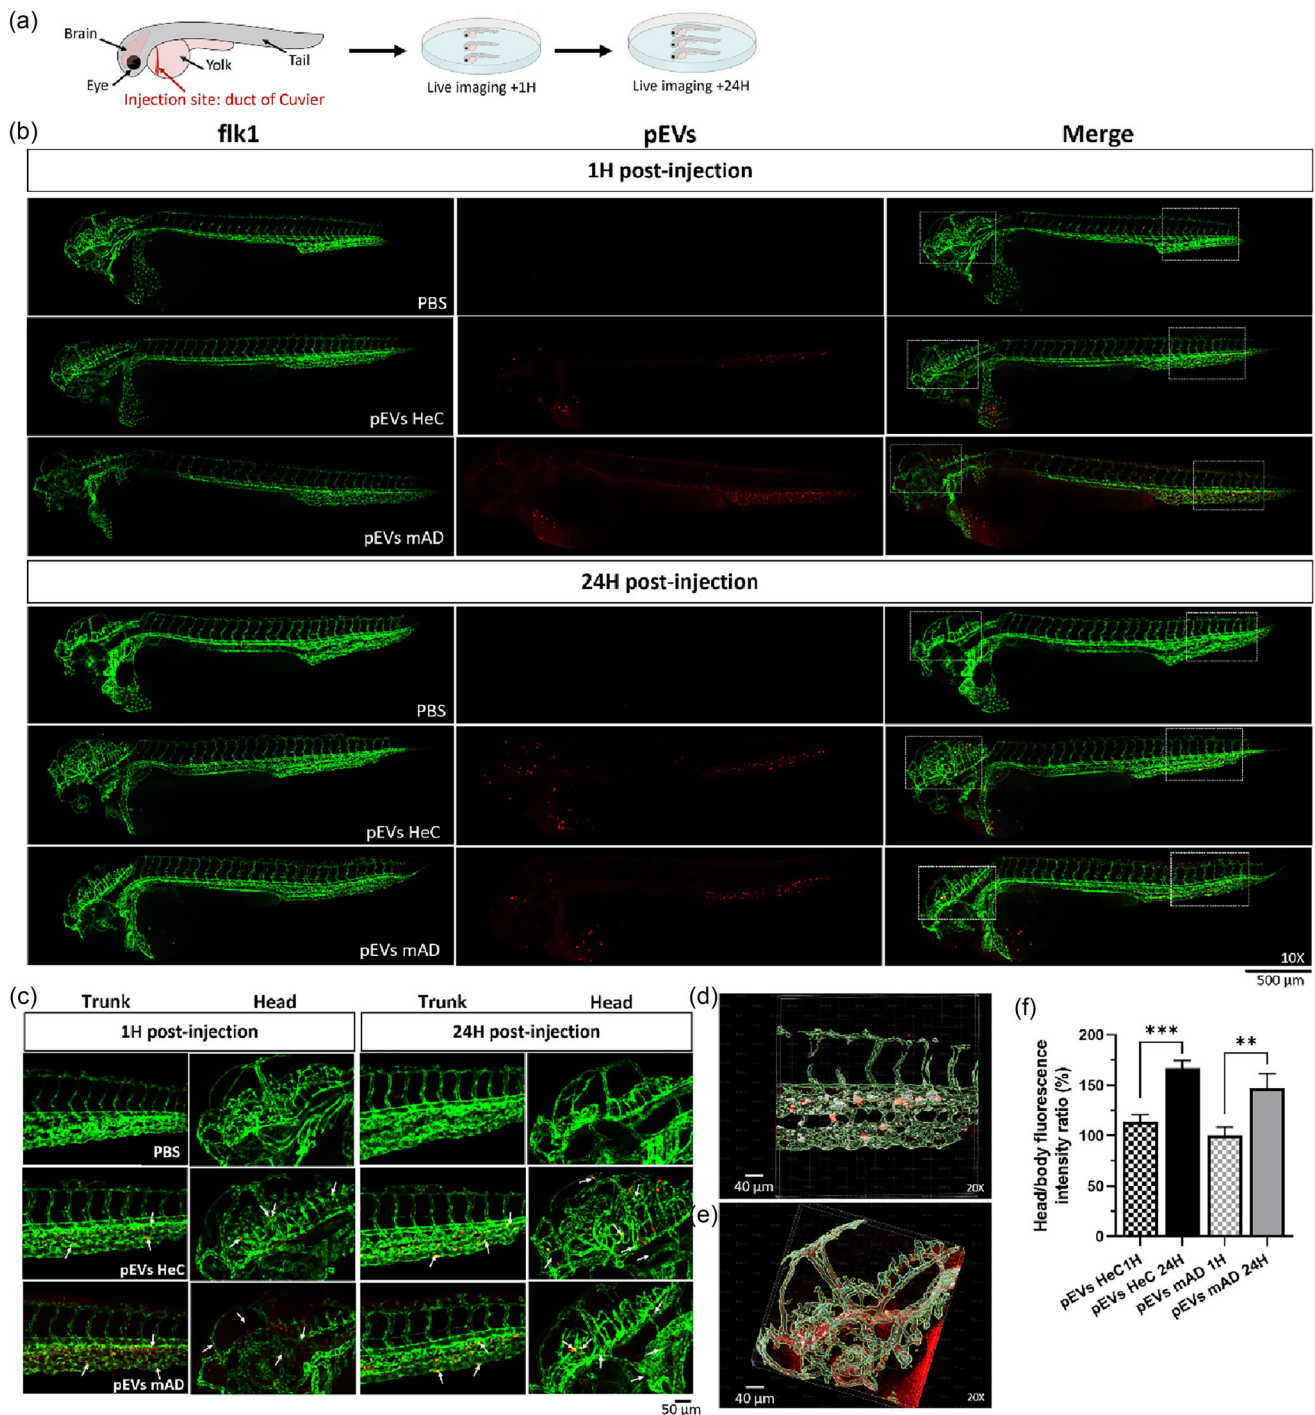 (a)
Brain
Eye
Yolk
Tail
Injection site: duct of Cuvier
Live imaging +1H
Live imaging +24H
(b)
flk1 pEVs Merge
1H post-injection
PBS
pEVs HeC
pEVs mAD
24H post-injection
PBS
pEVs HeC
pEVs mAD
10X
500 µm
(c)
Trunk Head Trunk Head
1H post-injection 24H post-injection
PBS
pEVs HeC
pEVs mAD
50 µm
(d)
40 µm
20X
(e)
40 µm
20X
(f)
Head/body fluorescence
intensity ratio (%)
200
150
100
50
0
*** **
pEVs HeC1H
pEVs HeC 24H
pEVs mAD 1H
pEVs mAD 24H